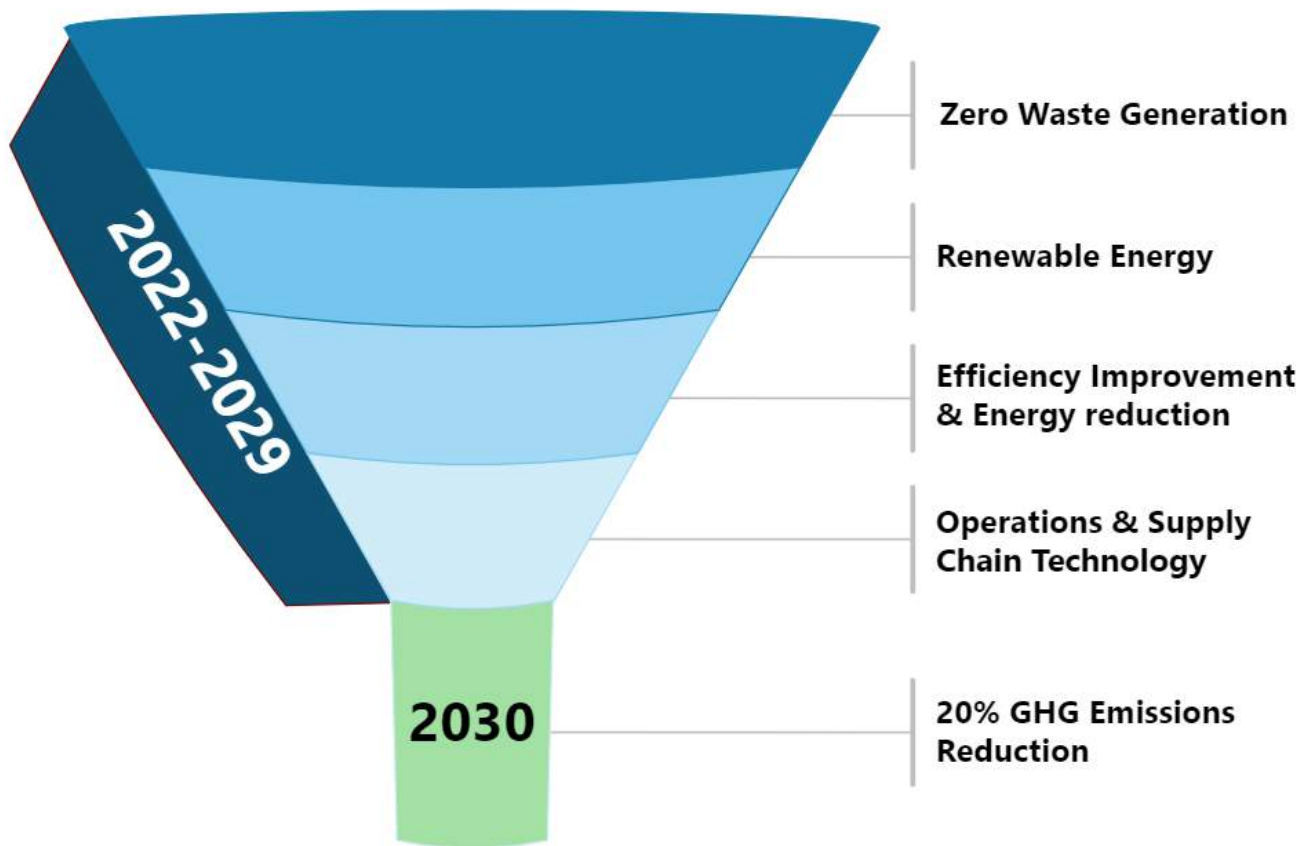 Zero Waste Generation
2022-2029
Renewable Energy
Efficiency Improvement
& Energy reduction
Operations & Supply
Chain Technology
2030
20% GHG Emissions
Reduction